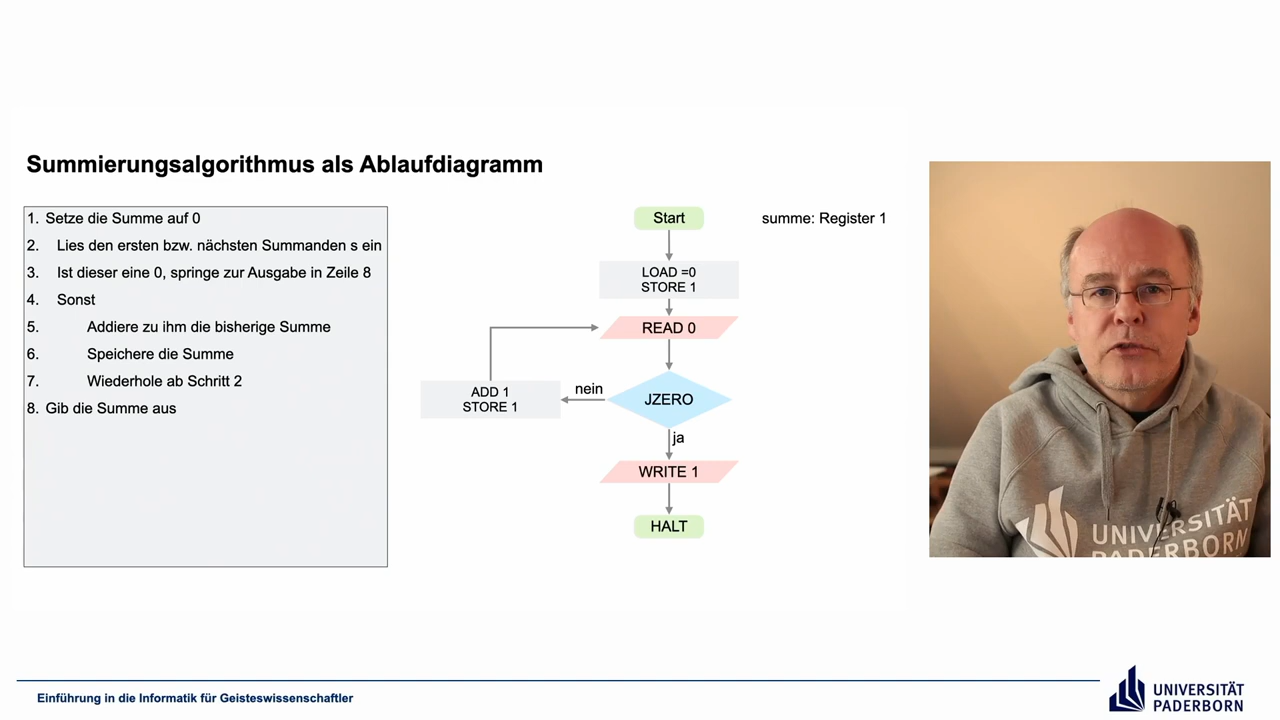 Summierungsalgorithmus als Ablaufdiagramm
1. Setze die Summe auf 0
2. Lies den ersten bzw. nächsten Summanden s ein
3. Ist dieser eine 0, springe zur Ausgabe in Zeile 8
4. Sonst
5. Addiere zu ihm die bisherige Summe
6. Speichere die Summe
7. Wiederhole ab Schritt 2
8. Gib die Summe aus
Start
summe: Register 1
LOAD =0
STORE 1
READ 0
JZERO
nein
ADD 1
STORE 1
ja
WRITE 1
HALT
UNIVERSITÄT
PADERBORN
Einführung in die Informatik für Geisteswissenschaftler
UNIVERSITÄT
PADERBORN